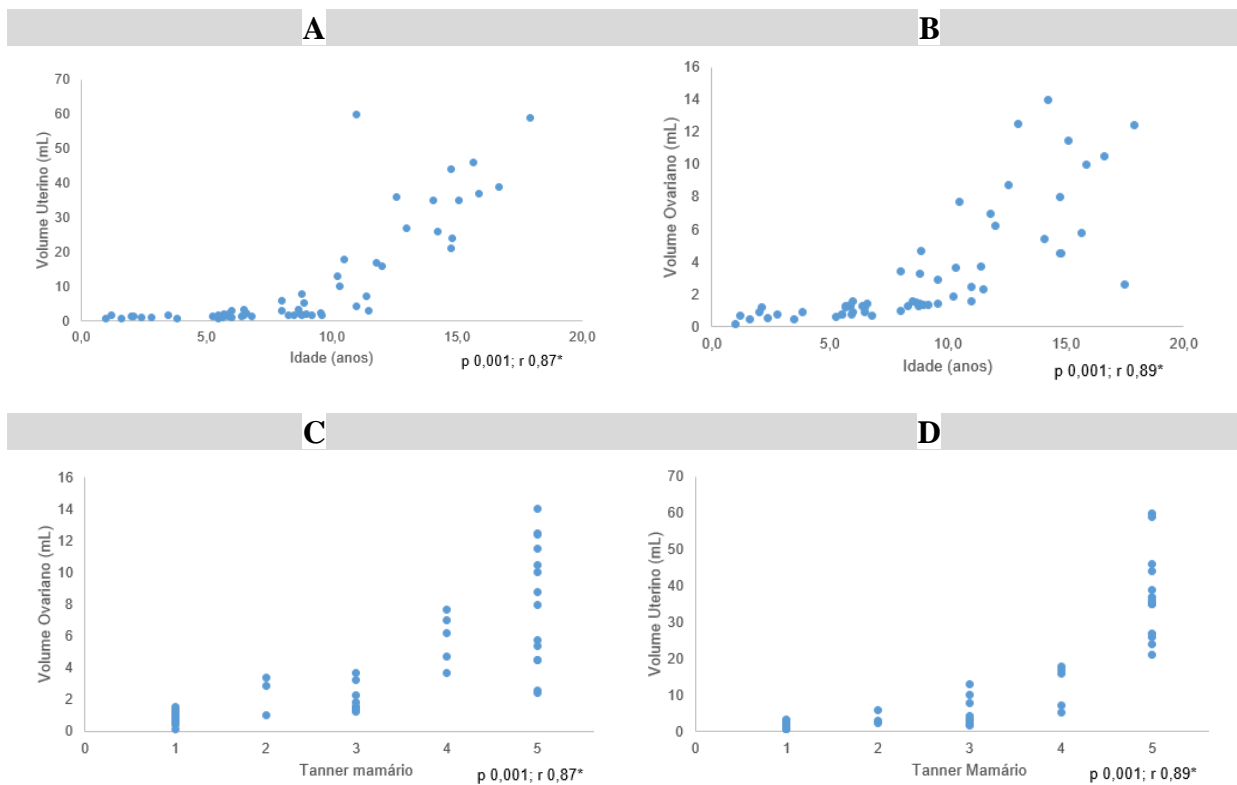 A
B
70
60
50
40
30
20
10
0
Volume Uterino (mL)
0,0 5,0 10,0 15,0 20,0
Idade (anos)
p 0,001; r 0,87*
16
14
12
10
8
6
4
2
0
Volume Ovariano (mL)
0,0 5,0 10,0 15,0 20,0
Idade (anos)
p 0,001; r 0,89*
C
D
16
14
12
10
8
6
4
2
0
Volume Ovariano (mL)
0 1 2 3 4 5
Tanner mamário
p 0,001; r 0,87*
70
60
50
40
30
20
10
0
Volume Uterino (mL)
0 1 2 3 4 5
Tanner Mamário
p 0,001; r 0,89*